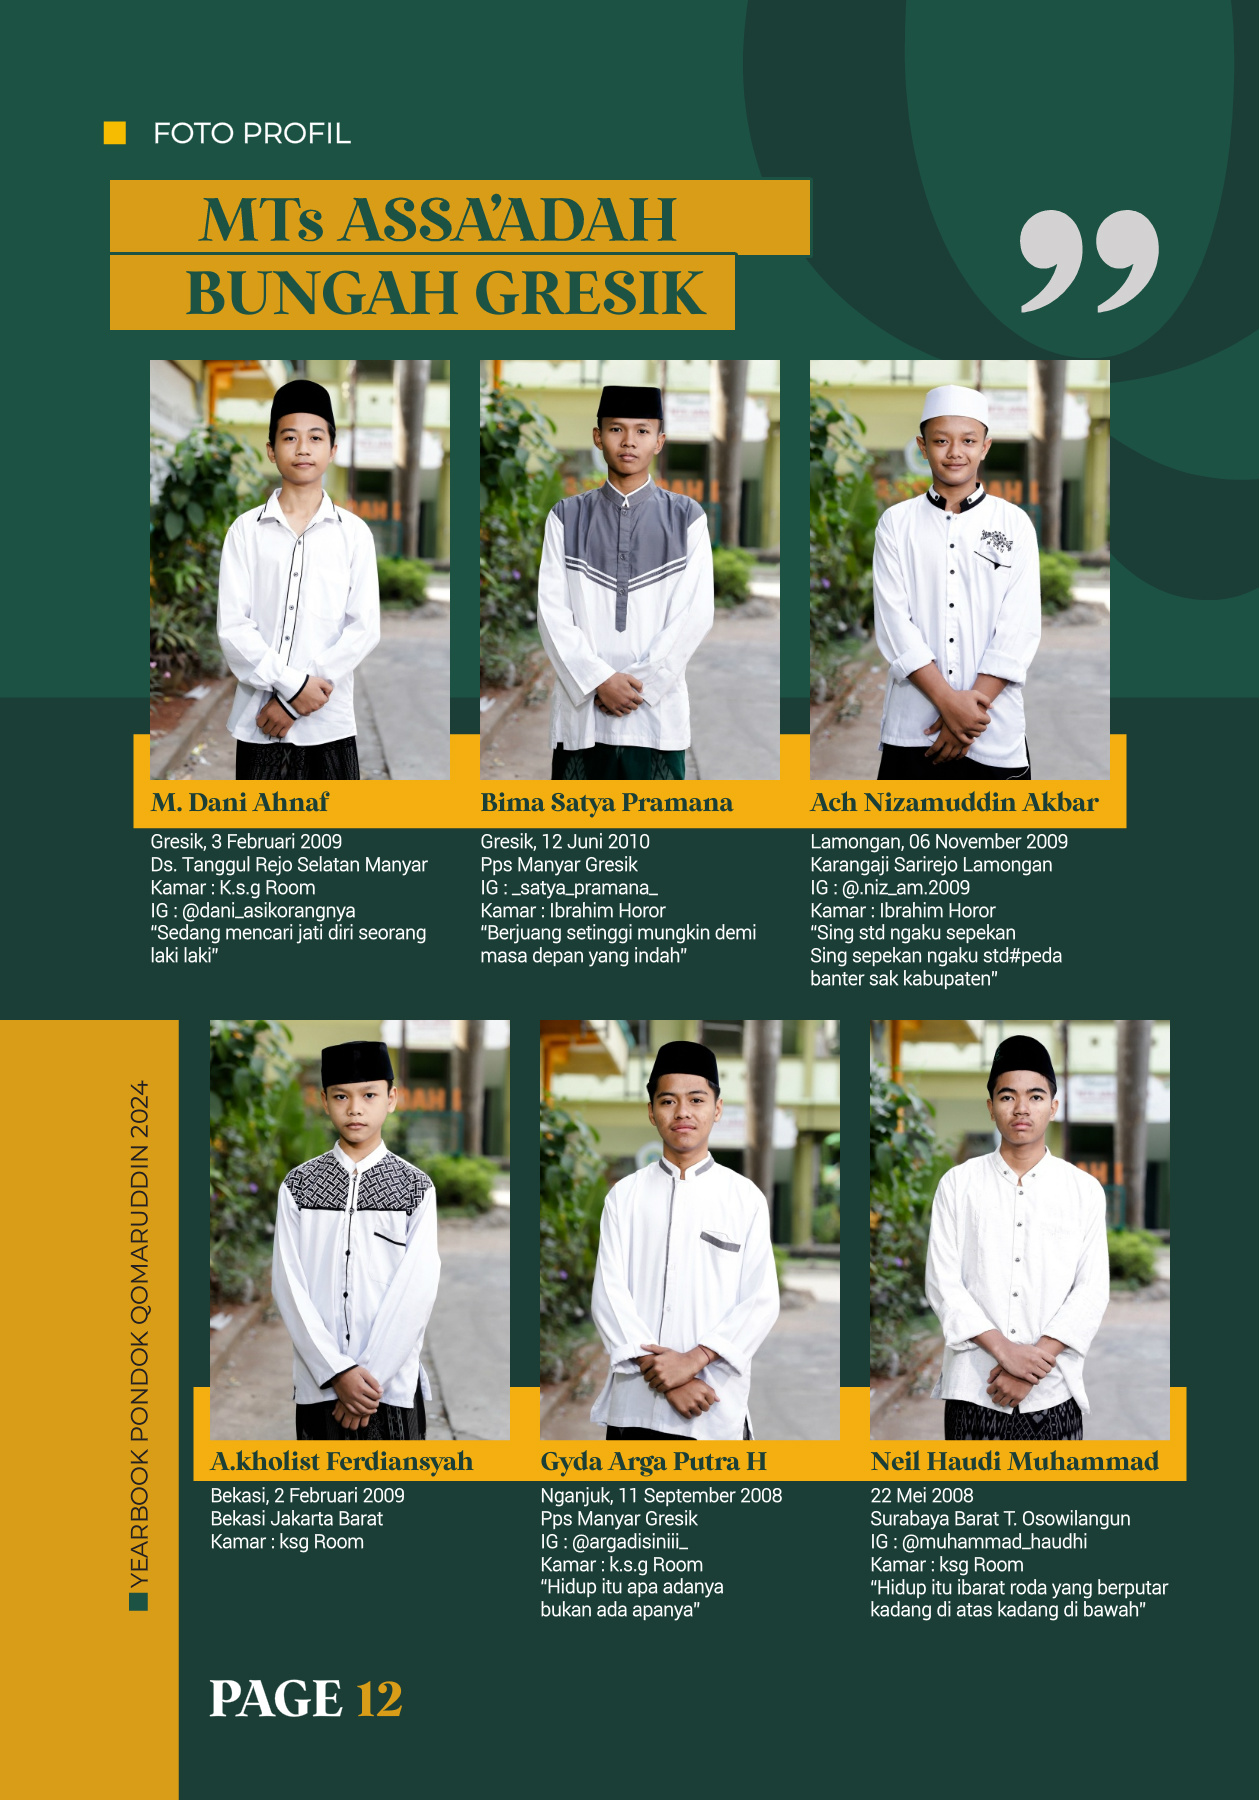 FOTO PROFIL
MTs ASSA’ADAH
BUNGAH GRESIK
”
M. Dani Ahnaf
Gresik, 3 Februari 2009
Ds. Tanggul Rejo Selatan Manyar
Kamar : K.s.g Room
IG : @dani_asikorangnya
“Sedang mencari jati diri seorang
laki laki”
Bima Satya Pramana
Gresik, 12 Juni 2010
Pps Manyar Gresik
IG : _satya_pramana_
Kamar : Ibrahim Horor
“Berjuang setinggi mungkin demi
masa depan yang indah”
Ach Nizamuddin Akbar
Lamongan, 06 November 2009
Karangaji Sarirejo Lamongan
IG : @.niz_am.2009
Kamar : Ibrahim Horor
“Sing std ngaku sepekan
Sing sepekan ngaku std#peda
banter sak kabupaten”
A.kholist Ferdiansyah
Bekasi, 2 Februari 2009
Bekasi Jakarta Barat
Kamar : ksg Room
Gyda Arga Putra H
Nganjuk, 11 September 2008
Pps Manyar Gresik
IG : @argadisiniii_
Kamar : k.s.g Room
“Hidup itu apa adanya
bukan ada apanya”
Neil Haudi Muhammad
22 Mei 2008
Surabaya Barat T. Osowilangun
IG : @muhammad_haudhi
Kamar : ksg Room
“Hidup itu ibarat roda yang berputar
kadang di atas kadang di bawah”
YEARBOOK PONDOK QOMARUDDIN 2024
PAGE 12